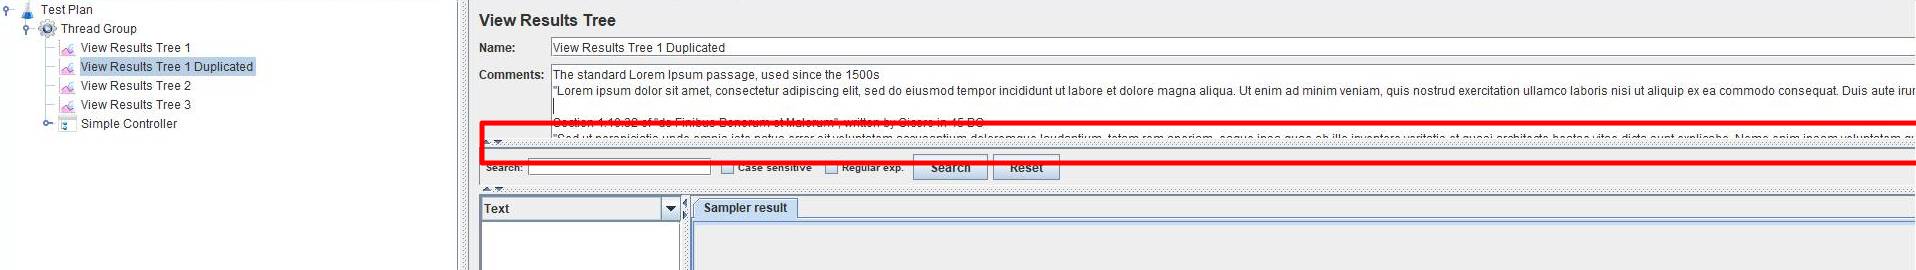 Test Plan
Thread Group
View Results Tree 1
View Results Tree 1 Duplicated
View Results Tree 2
View Results Tree 3
Simple Controller
View Results Tree
Name: View Results Tree 1 Duplicated
Comments: The standard Lorem Ipsum passage, used since the 1500s
"Lorem ipsum dolor sit amet, consectetur adipiscing elit, sed do eiusmod tempor incididunt ut labore et dolore magna aliqua. Ut enim ad minim veniam, quis nostrud exercitation ullamco laboris nisi ut aliquip ex ea commodo consequat. Duis aute irur
Section 1.10.32 of "de Finibus Bonorum et Malorum", written by Cicero in 45 BC
Search: Case sensitive Regular exp. Search Reset
Text
Sampler result